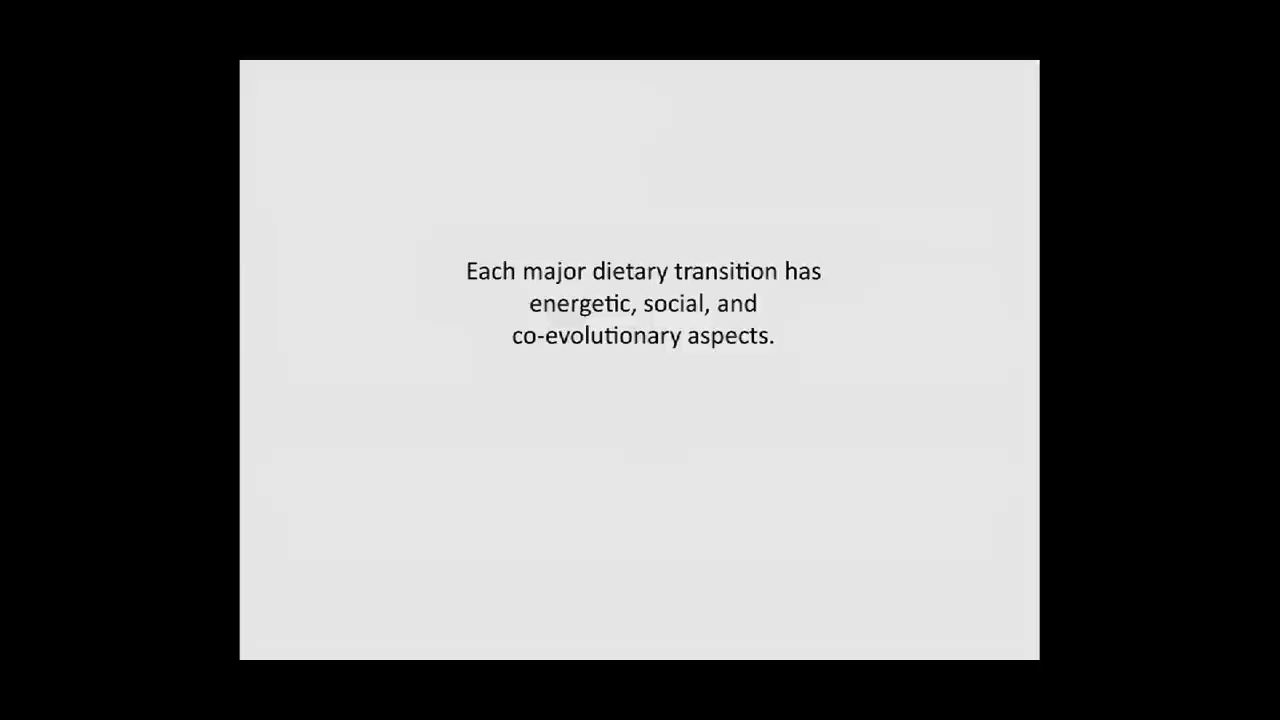 Each major dietary transition has
energetic, social, and
co-evolutionary aspects.